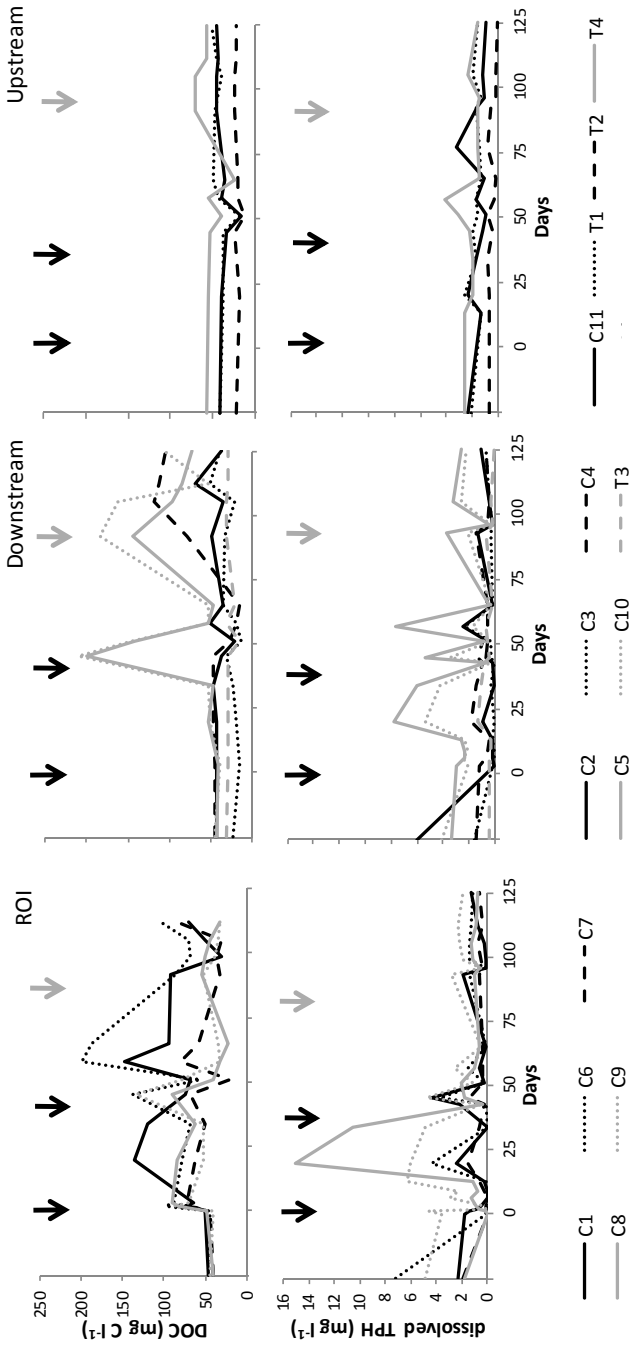 ROI
Downstream
Upstream
DOC (mg C l-1)
250
200
150
100
50
0
dissolved TPH (mg l-1)
16
14
12
10
8
6
4
2
0
0
25
50
75
100
125
Days
0
25
50
75
100
125
Days
0
25
50
75
100
125
Days
C1
C6
C7
C8
C9
C2
C3
C4
C5
C10
T3
C11
T1
T2
T4